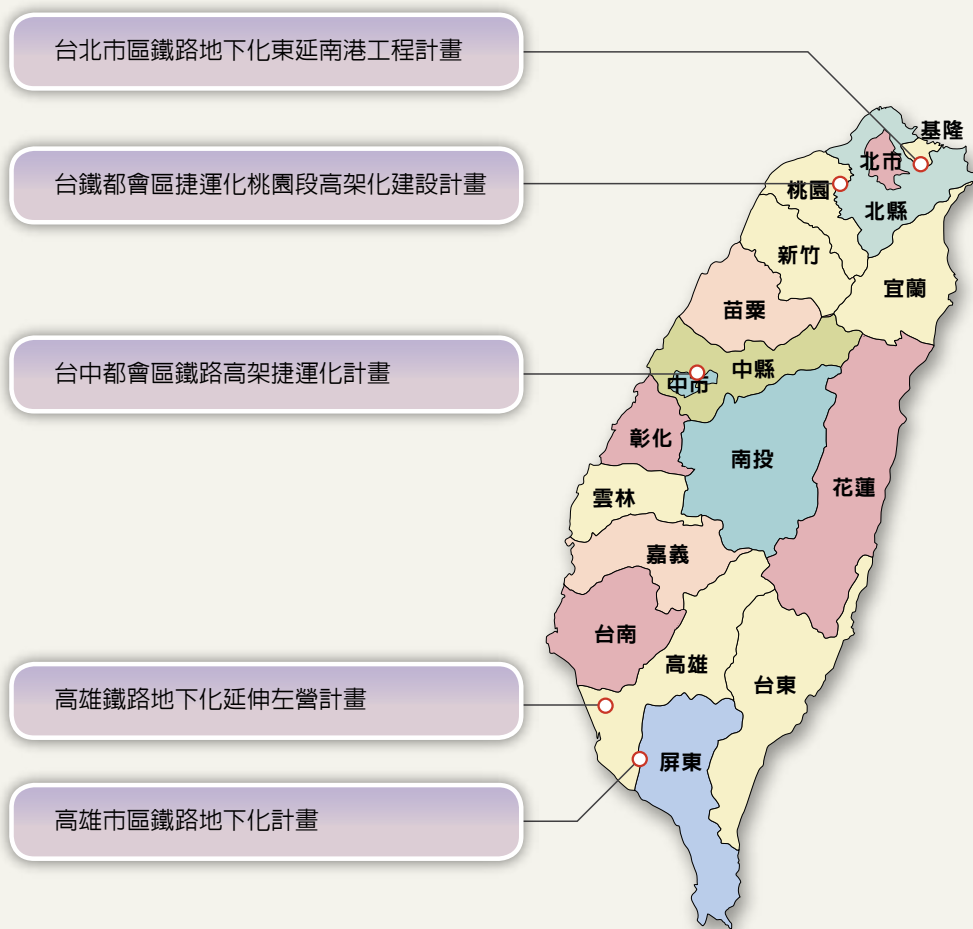 台北市區鐵路地下化東延南港工程計畫
台鐵都會區捷運化桃園段高架化建設計畫
台中都會區鐵路高架捷運化計畫
高雄鐵路地下化延伸左營計畫
高雄市區鐵路地下化計畫
基隆
北市
桃園
北縣
新竹
宜蘭
苗栗
中縣
中市
彰化
南投
花蓮
雲林
嘉義
台南
高雄
台東
屏東